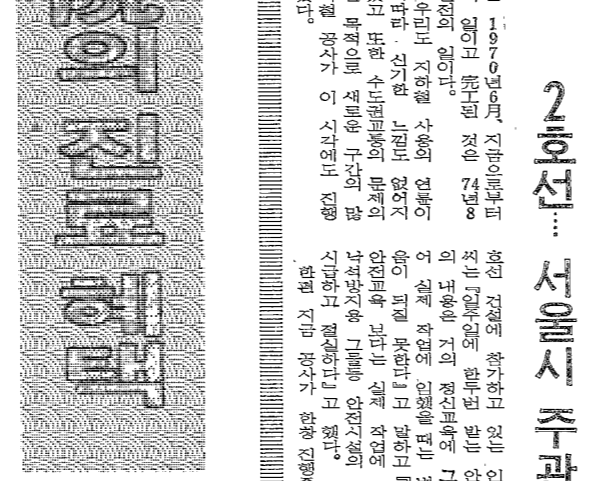 2호선… 서울시 주관
1970년6月, 지금으로부터
일이고 完工된 것은 74년8
전의 일이다.
우리도 지하철 사용의 연륜이
따라 신기한 느낌도 없어지
고 또한 수도권교통의 문제의
목적으로 새로운 구간의 많
철 공사가 이 시각에도 진행
다.
호선 건설에 참가하고 있는 인
씨는 『일주일에 한두번 받는 안
의 내용은 거의 정신교육에 그
어 실제 작업에 임했을 때는
음이 되질 못한다』고 말하고
안전교육 보다는 실제 작업에
낙석방지용 그물등 안전시설의
시급하고 절실하다』고 했다.
한편 지금 공사가 한창 진행
의 진로학보